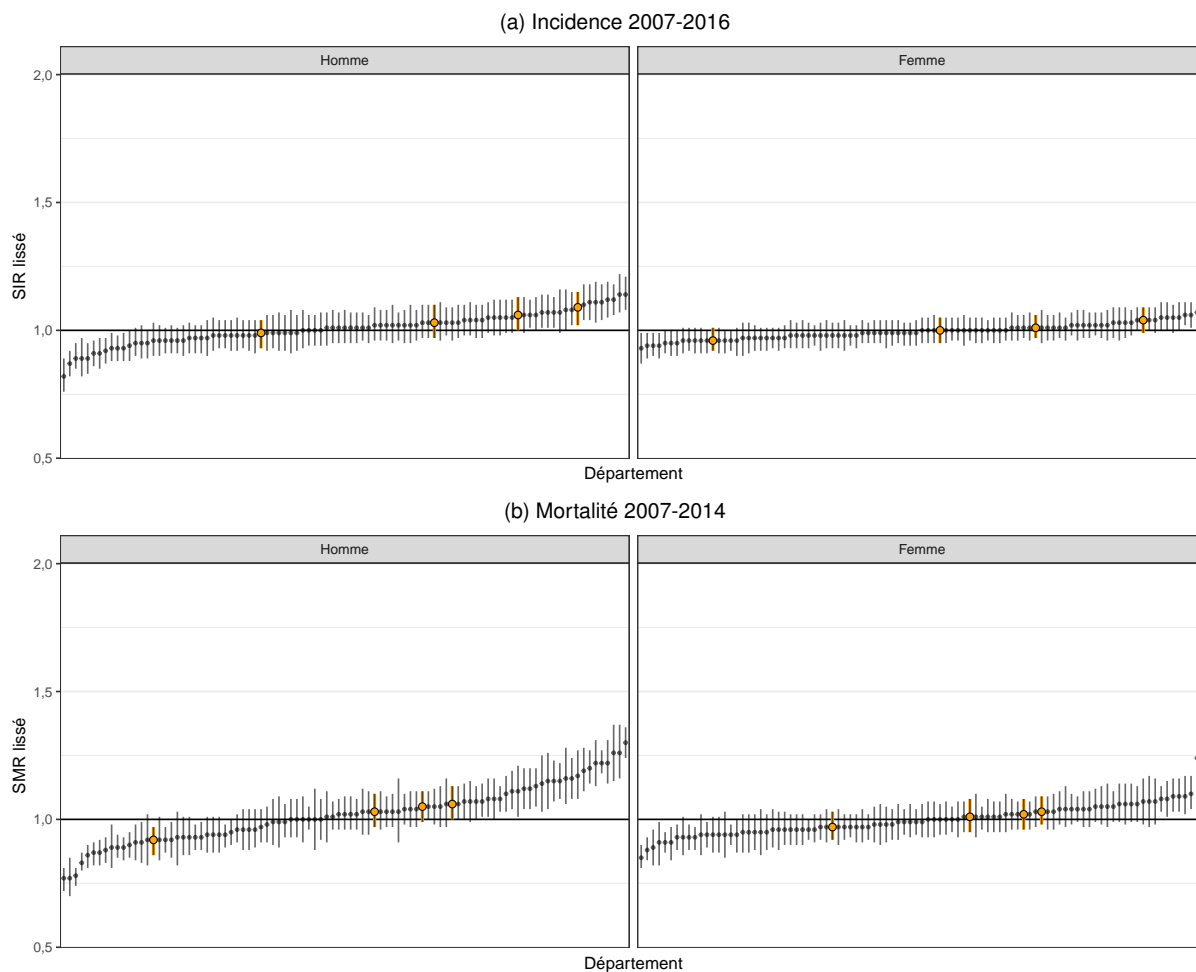 (a) Incidence 2007-2016
Homme
Femme
2,0
1,5
1,0
0,5
SIR lissé
Département
(b) Mortalité 2007-2014
Homme
Femme
2,0
1,5
1,0
0,5
SMR lissé
Département